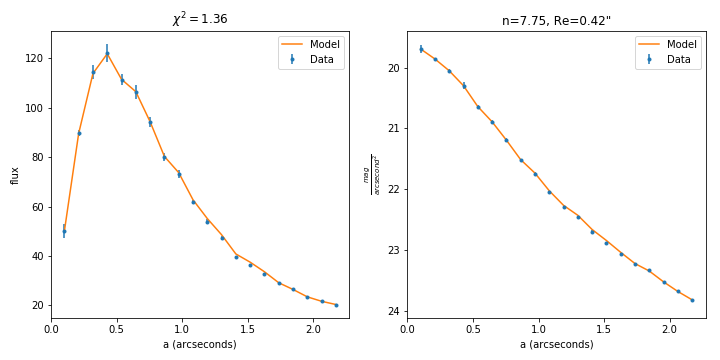 χ² = 1.36
flux
120
100
80
60
40
20
0.0 0.5 1.0 1.5 2.0
a (arcseconds)
Model
Data
n=7.75, Re=0.42"
mag/arcsecond²
20
21
22
23
24
0.0 0.5 1.0 1.5 2.0
a (arcseconds)
Model
Data